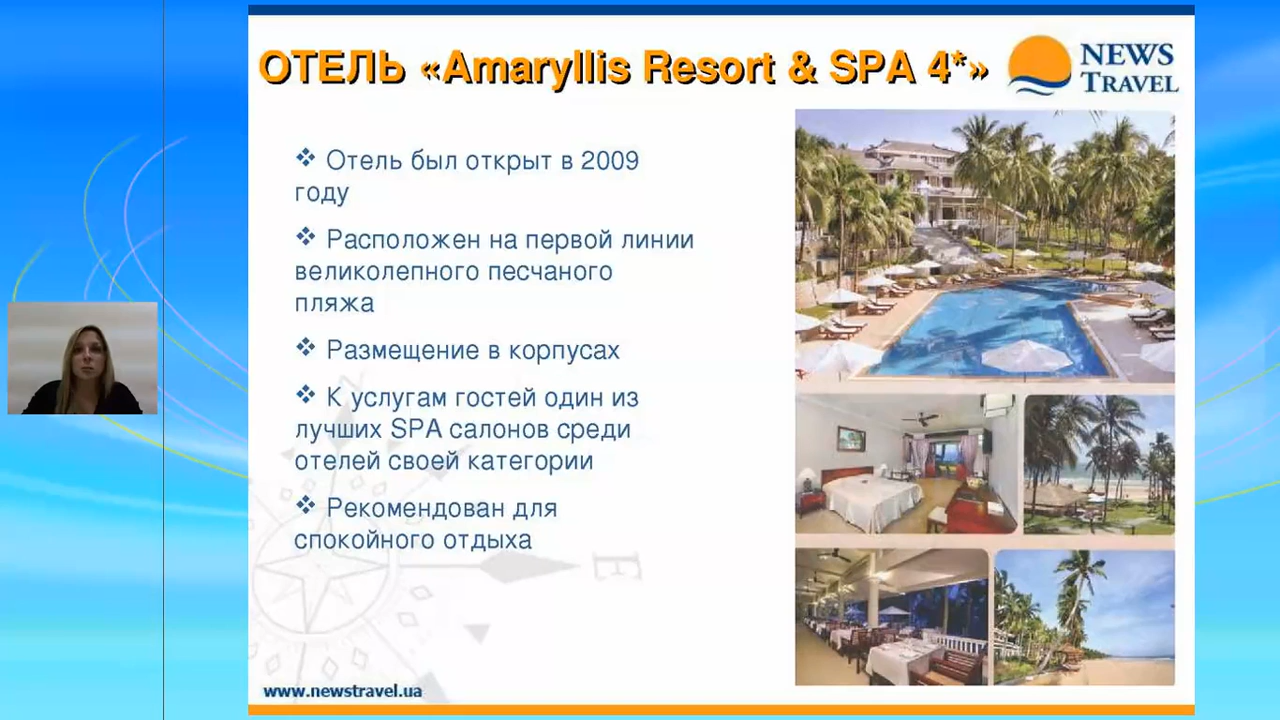 ОТЕЛЬ «Amaryllis Resort & SPA 4*»
NEWS
TRAVEL
❖ Отель был открыт в 2009
году
❖ Расположен на первой линии
великолепного песчаного
пляжа
❖ Размещение в корпусах
❖ К услугам гостей один из
лучших SPA салонов среди
отелей своей категории
❖ Рекомендован для
спокойного отдыха
E
www.newstravel.ua